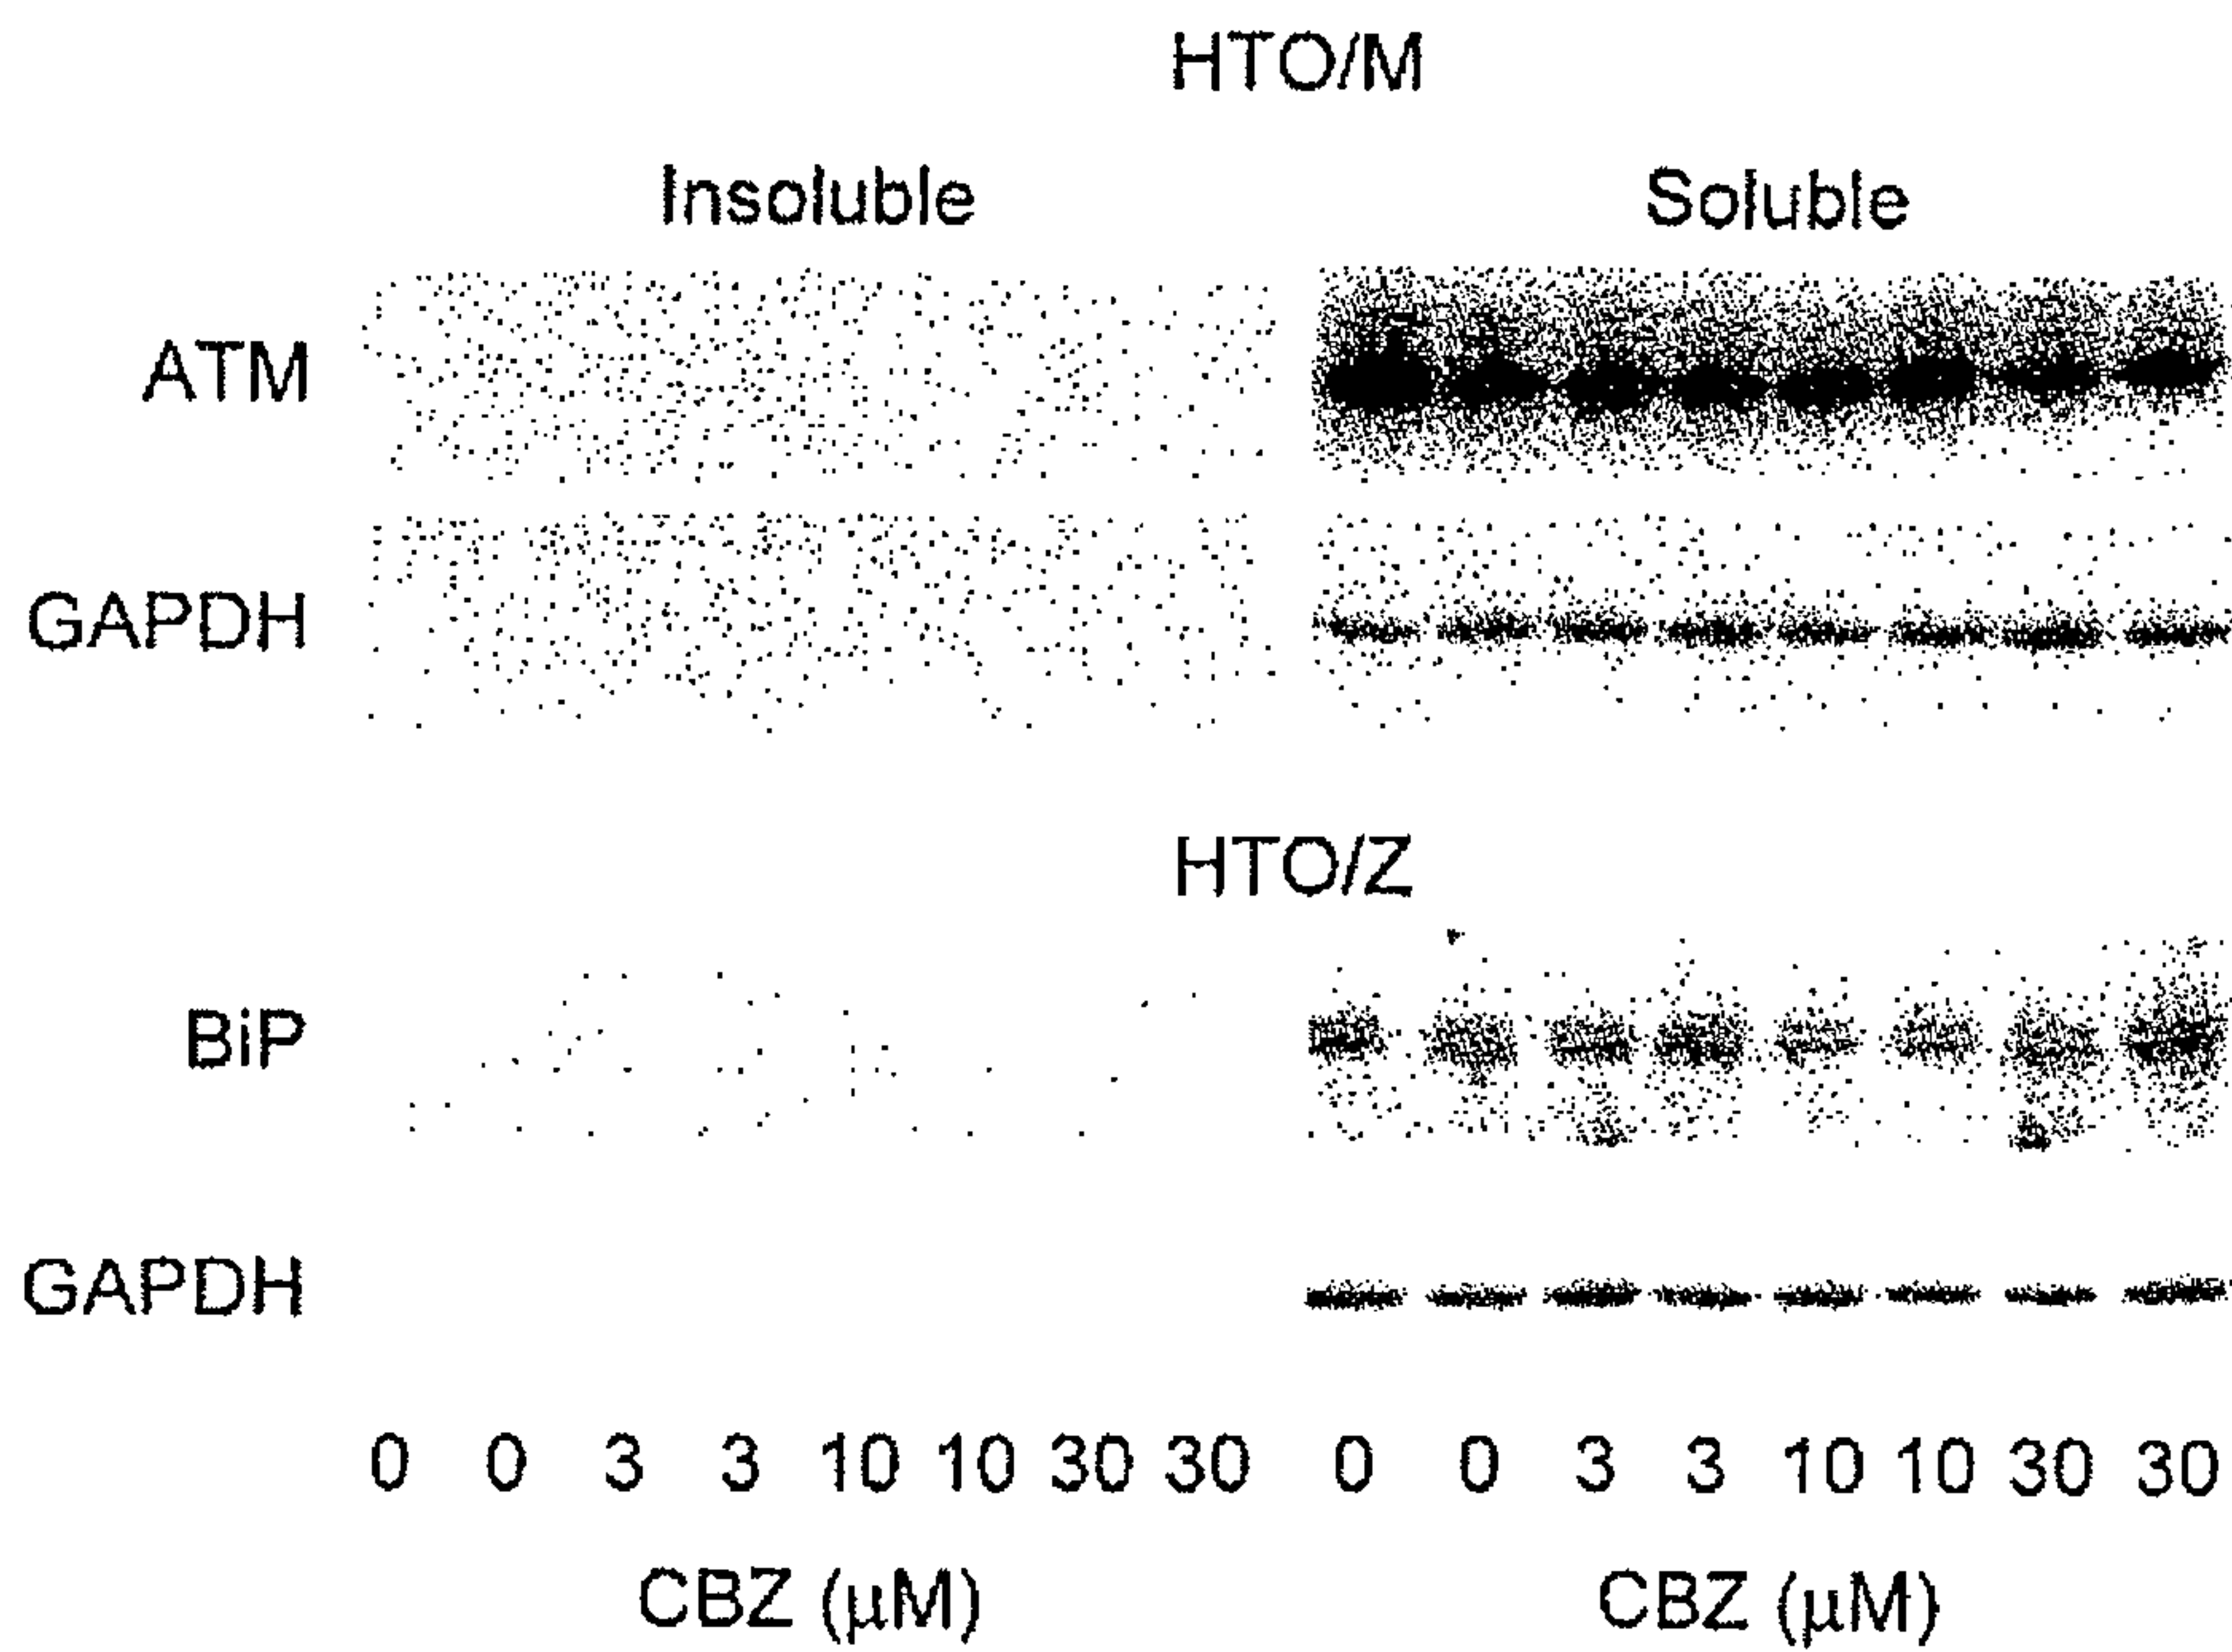 HTO/M
Insoluble Soluble
ATM
GAPDH
HTO/Z
BiP
GAPDH
0 0 3 3 10 10 30 30 0 0 3 3 10 10 30 30
CBZ (μM) CBZ (μM)